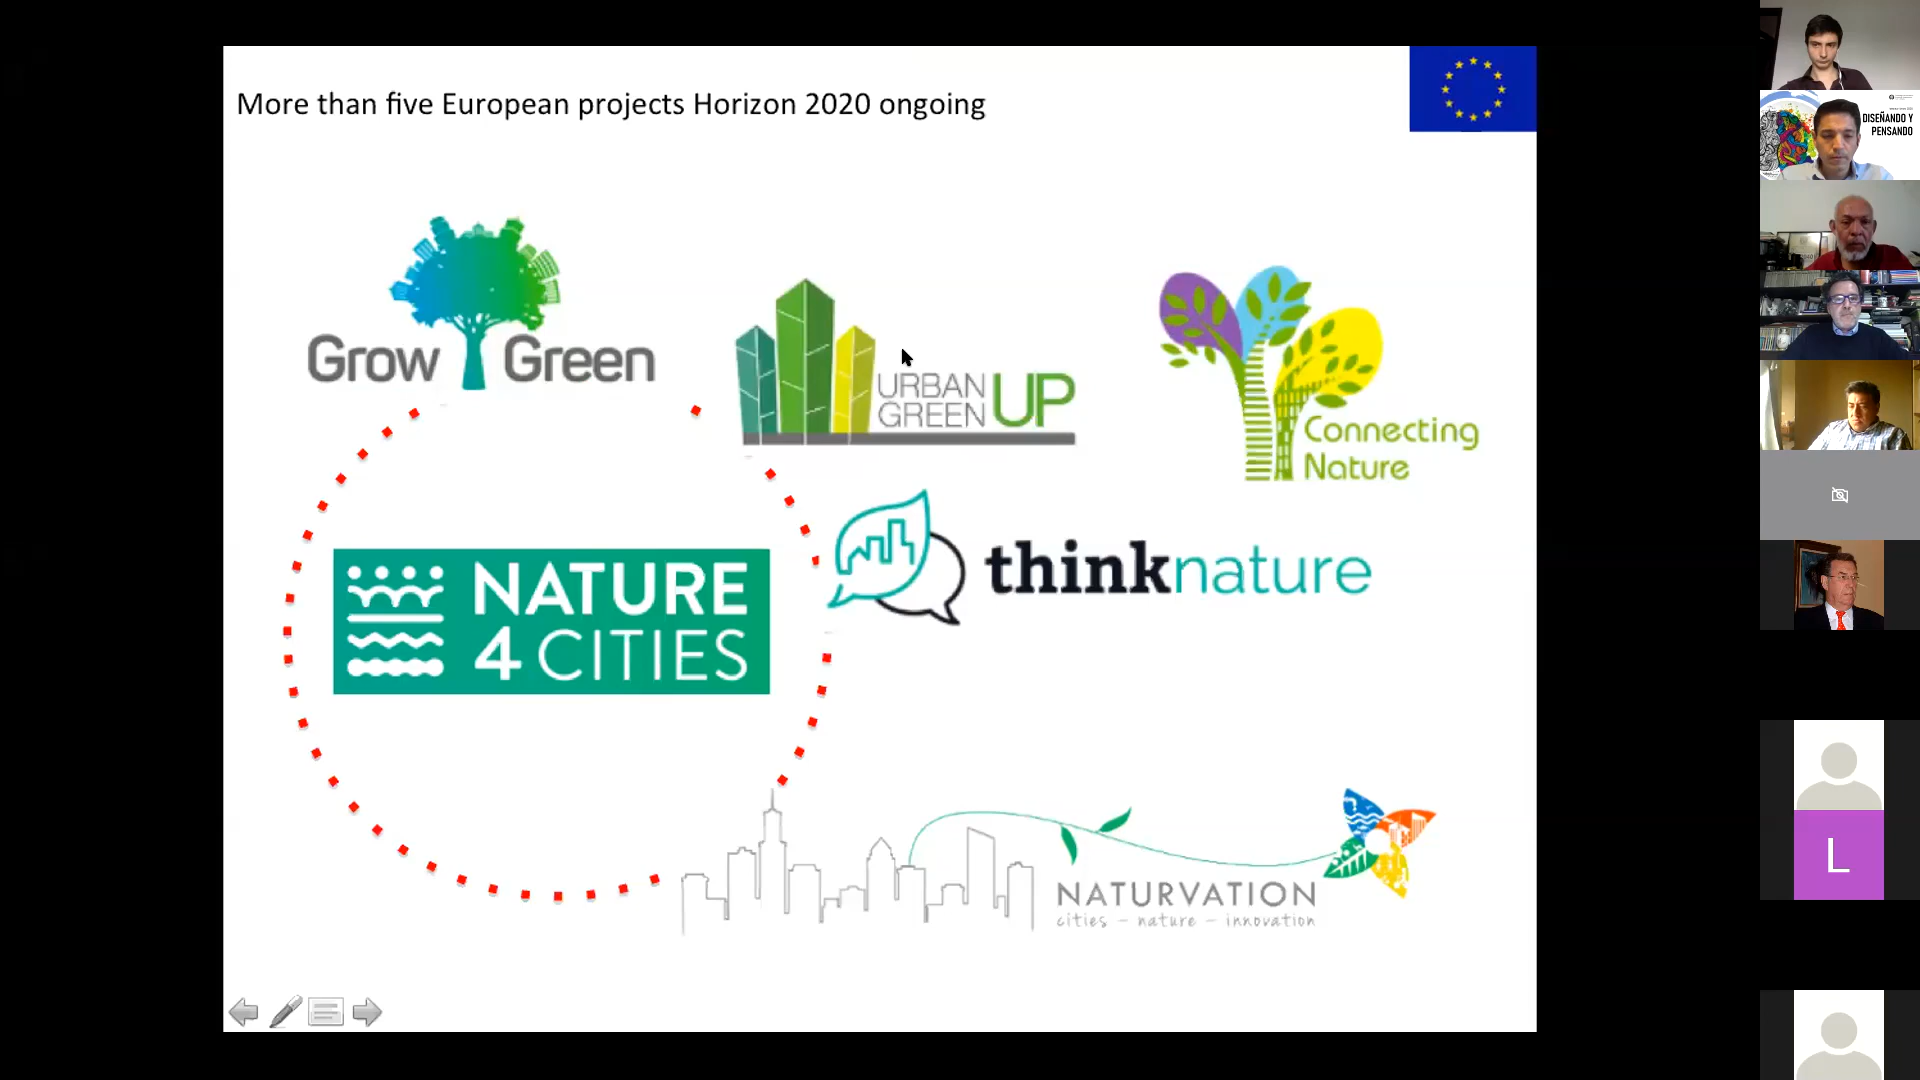 More than five European projects Horizon 2020 ongoing
Grow Green
URBAN
GREEN UP
Connecting
Nature
NATURE
4 CITIES
thinknature
NATURVATION
cities – nature – innovation
DISEÑANDO Y
PENSANDO
L